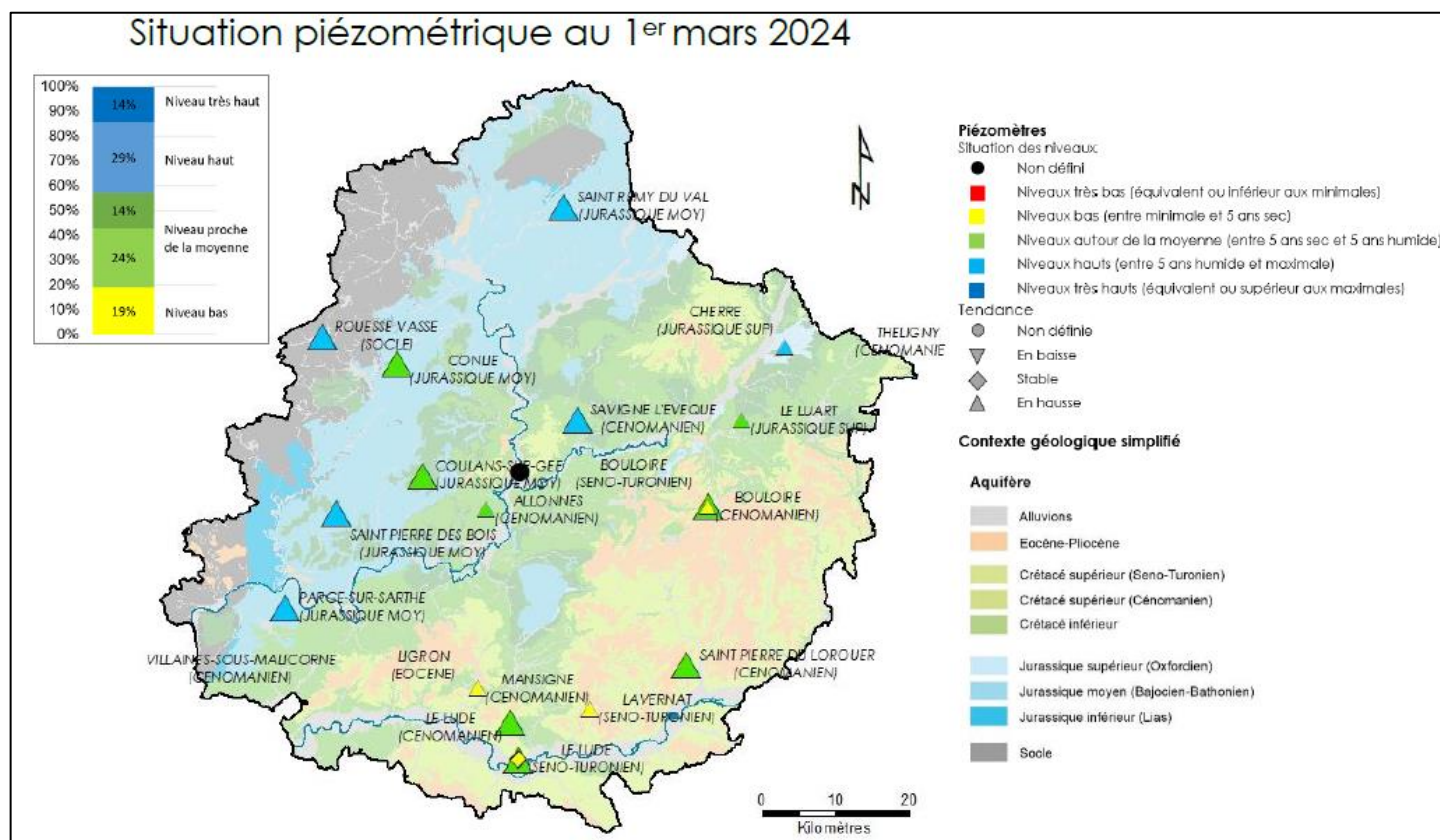 Situation piézométrique au 1er mars 2024
100%
90%
80%
70%
60%
50%
40%
30%
20%
10%
0%
14%
29%
14%
24%
19%
Niveau très haut
Niveau haut
Niveau proche
de la moyenne
Niveau bas
N
SAINT REMY DU VAL
(JURASSIQUE MOY)
ROUESSE VASSE
(SOCLE)
CONLIE
(JURASSIQUE MOY)
CHERRE
(JURASSIQUE SUP)
THELIGNY
(CENOMANIE
SAVIGNE L'EVEQUE
(CENOMANIEN)
LE LUART
(JURASSIQUE SUP)
COULANS-SUR-GEE
(JURASSIQUE MOY)
BOULOIRE
(SENO-TURONIEN)
ALLONNES
(CENOMANIEN)
BOULOIRE
(CENOMANIEN)
SAINT PIERRE DES BOIS
(JURASSIQUE MOY)
PARCE-SUR-SARTHE
(JURASSIQUE MOY)
VILLAINES-SOUS-MALICORNE
(CENOMANIEN)
LIGRON
(EOCENE)
MANSIGNE
(CENOMANIEN)
SAINT PIERRE DU LOROUER
(CENOMANIEN)
LAVERNAT
(SENO-TURONIEN)
LE LUDE
(CENOMANIEN)
LE LUDE
(SENO-TURONIEN)
0 10 20
Kilomètres
Piézomètres
Situation des niveaux
Non défini
Niveaux très bas (équivalent ou inférieur aux minimales)
Niveaux bas (entre minimale et 5 ans sec)
Niveaux autour de la moyenne (entre 5 ans sec et 5 ans humide)
Niveaux hauts (entre 5 ans humide et maximale)
Niveaux très hauts (équivalent ou supérieur aux maximales)
Tendance
Non définie
En baisse
Stable
En hausse
Contexte géologique simplifié
Aquifère
Alluvions
Eocène-Pliocène
Crétacé supérieur (Seno-Turonien)
Crétacé supérieur (Cénomanien)
Crétacé inférieur
Jurassique supérieur (Oxfordien)
Jurassique moyen (Bajocien-Bathonien)
Jurassique inférieur (Lias)
Socle